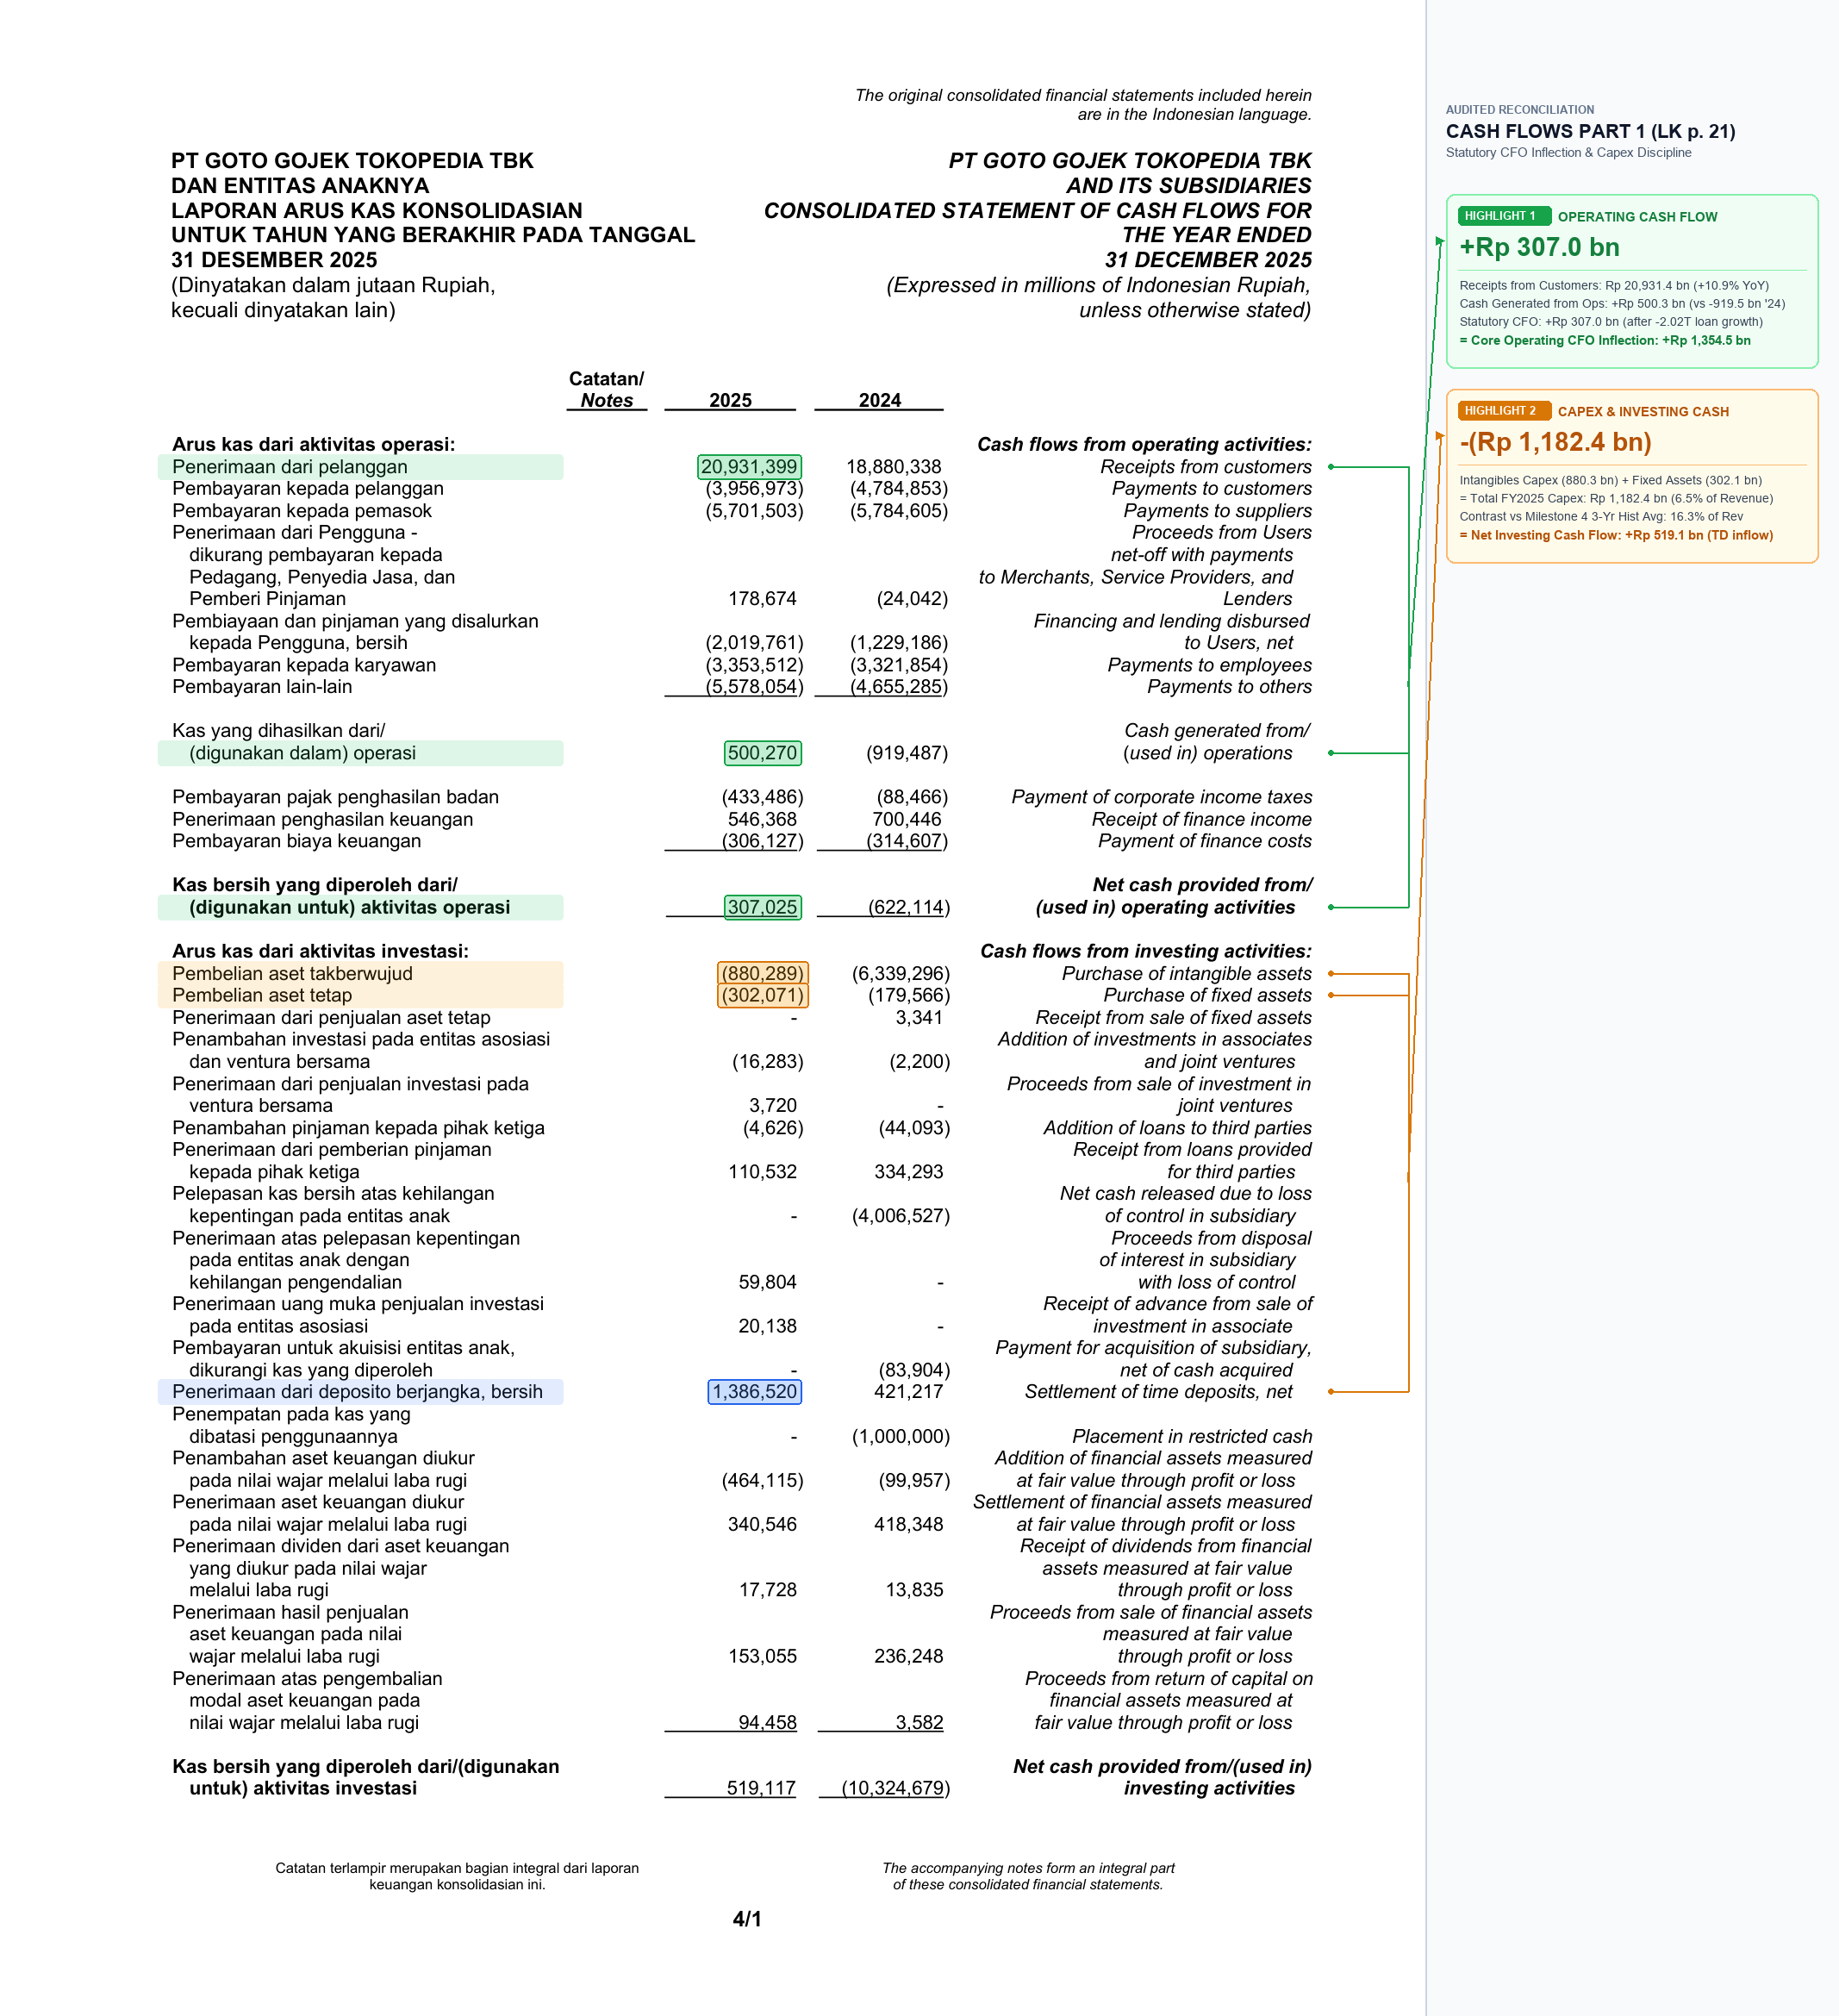 The original consolidated financial statements included herein
are in the Indonesian language.
PT GOTO GOJEK TOKOPEDIA TBK
DAN ENTITAS ANAKNYA
LAPORAN ARUS KAS KONSOLIDASIAN
UNTUK TAHUN YANG BERAKHIR PADA TANGGAL
31 DESEMBER 2025
(Dinyatakan dalam jutaan Rupiah,
kecuali dinyatakan lain)
PT GOTO GOJEK TOKOPEDIA TBK
AND ITS SUBSIDIARIES
CONSOLIDATED STATEMENT OF CASH FLOWS FOR
THE YEAR ENDED
31 DECEMBER 2025
(Expressed in millions of Indonesian Rupiah,
unless otherwise stated)
Catatan/
Notes 2025 2024
Arus kas dari aktivitas operasi: Cash flows from operating activities:
Penerimaan dari pelanggan 20,931,399 18,880,338 Receipts from customers
Pembayaran kepada pelanggan (3,956,973) (4,784,853) Payments to customers
Pembayaran kepada pemasok (5,701,503) (5,784,605) Payments to suppliers
Penerimaan dari Pengguna - Proceeds from Users
dikurang pembayaran kepada net-off with payments
Pedagang, Penyedia Jasa, dan to Merchants, Service Providers, and
Pemberi Pinjaman 178,674 (24,042) Lenders
Pembiayaan dan pinjaman yang disalurkan Financing and lending disbursed
kepada Pengguna, bersih (2,019,761) (1,229,186) to Users, net
Pembayaran kepada karyawan (3,353,512) (3,321,854) Payments to employees
Pembayaran lain-lain (5,578,054) (4,655,285) Payments to others
Kas yang dihasilkan dari/ Cash generated from/
(digunakan dalam) operasi 500,270 (919,487) (used in) operations
Pembayaran pajak penghasilan badan (433,486) (88,466) Payment of corporate income taxes
Penerimaan penghasilan keuangan 546,368 700,446 Receipt of finance income
Pembayaran biaya keuangan (306,127) (314,607) Payment of finance costs
Kas bersih yang diperoleh dari/ Net cash provided from/
(digunakan untuk) aktivitas operasi 307,025 (622,114) (used in) operating activities
Arus kas dari aktivitas investasi: Cash flows from investing activities:
Pembelian aset takberwujud (880,289) (6,339,296) Purchase of intangible assets
Pembelian aset tetap (302,071) (179,566) Purchase of fixed assets
Penerimaan dari penjualan aset tetap - 3,341 Receipt from sale of fixed assets
Penambahan investasi pada entitas asosiasi Addition of investments in associates
dan ventura bersama (16,283) (2,200) and joint ventures
Penerimaan dari penjualan investasi pada Proceeds from sale of investment in
ventura bersama 3,720 - joint ventures
Penambahan pinjaman kepada pihak ketiga (4,626) (44,093) Addition of loans to third parties
Penerimaan dari pemberian pinjaman Receipt from loans provided
kepada pihak ketiga 110,532 334,293 for third parties
Pelepasan kas bersih atas kehilangan Net cash released due to loss
kepentingan pada entitas anak - (4,006,527) of control in subsidiary
Penerimaan atas pelepasan kepentingan Proceeds from disposal
pada entitas anak dengan of interest in subsidiary
kehilangan pengendalian 59,804 - with loss of control
Penerimaan uang muka penjualan investasi Receipt of advance from sale of
pada entitas asosiasi 20,138 - investment in associate
Pembayaran untuk akuisisi entitas anak, Payment for acquisition of subsidiary,
dikurangi kas yang diperoleh - (83,904) net of cash acquired
Penerimaan dari deposito berjangka, bersih 1,386,520 421,217 Settlement of time deposits, net
Penempatan pada kas yang
dibatasi penggunaannya - (1,000,000) Placement in restricted cash
Penambahan aset keuangan diukur Addition of financial assets measured
pada nilai wajar melalui laba rugi (464,115) (99,957) at fair value through profit or loss
Penerimaan aset keuangan diukur Settlement of financial assets measured
pada nilai wajar melalui laba rugi 340,546 418,348 at fair value through profit or loss
Penerimaan dividen dari aset keuangan Receipt of dividends from financial
yang diukur pada nilai wajar assets measured at fair value
melalui laba rugi 17,728 13,835 through profit or loss
Penerimaan hasil penjualan Proceeds from sale of financial assets
aset keuangan pada nilai measured at fair value
wajar melalui laba rugi 153,055 236,248 through profit or loss
Penerimaan atas pengembalian Proceeds from return of capital on
modal aset keuangan pada financial assets measured at
nilai wajar melalui laba rugi 94,458 3,582 fair value through profit or loss
Kas bersih yang diperoleh dari/(digunakan Net cash provided from/(used in)
untuk) aktivitas investasi 519,117 (10,324,679) investing activities
Catatan terlampir merupakan bagian integral dari laporan
keuangan konsolidasian ini.
The accompanying notes form an integral part
of these consolidated financial statements.
4/1
AUDITED RECONCILIATION
CASH FLOWS PART 1 (LK p. 21)
Statutory CFO Inflection & Capex Discipline
HIGHLIGHT 1 OPERATING CASH FLOW
+Rp 307.0 bn
Receipts from Customers: Rp 20,931.4 bn (+10.9% YoY)
Cash Generated from Ops: +Rp 500.3 bn (vs -919.5 bn '24)
Statutory CFO: +Rp 307.0 bn (after -2.02T loan growth)
= Core Operating CFO Inflection: +Rp 1,354.5 bn
HIGHLIGHT 2 CAPEX & INVESTING CASH
-(Rp 1,182.4 bn)
Intangibles Capex (880.3 bn) + Fixed Assets (302.1 bn)
= Total FY2025 Capex: Rp 1,182.4 bn (6.5% of Revenue)
Contrast vs Milestone 4 3-Yr Hist Avg: 16.3% of Rev
= Net Investing Cash Flow: +Rp 519.1 bn (TD inflow)